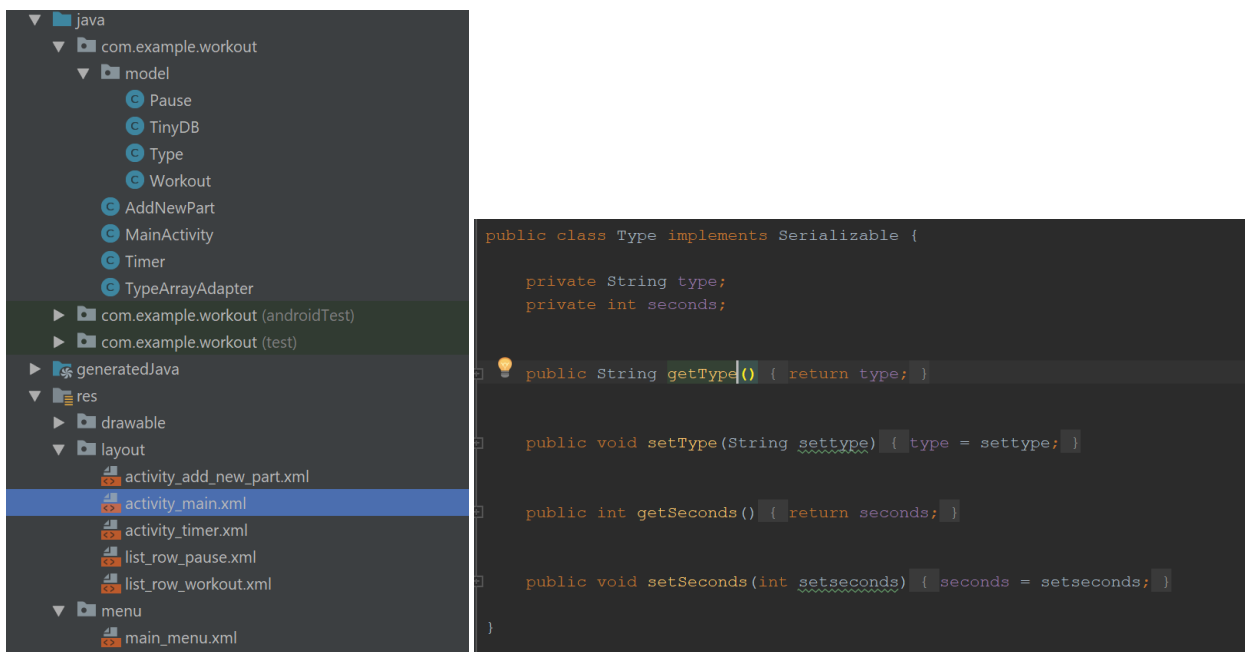 java
com.example.workout
model
Pause
TinyDB
Type
Workout
AddNewPart
MainActivity
Timer
TypeArrayAdapter
com.example.workout (androidTest)
com.example.workout (test)
generatedJava
res
drawable
layout
activity_add_new_part.xml
activity_main.xml
activity_timer.xml
list_row_pause.xml
list_row_workout.xml
menu
main_menu.xml
public class Type implements Serializable {
private String type;
private int seconds;
public String getType() { return type; }
public void setType(String settype) { type = settype; }
public int getSeconds() { return seconds; }
public void setSeconds(int setseconds) { seconds = setseconds; }
}